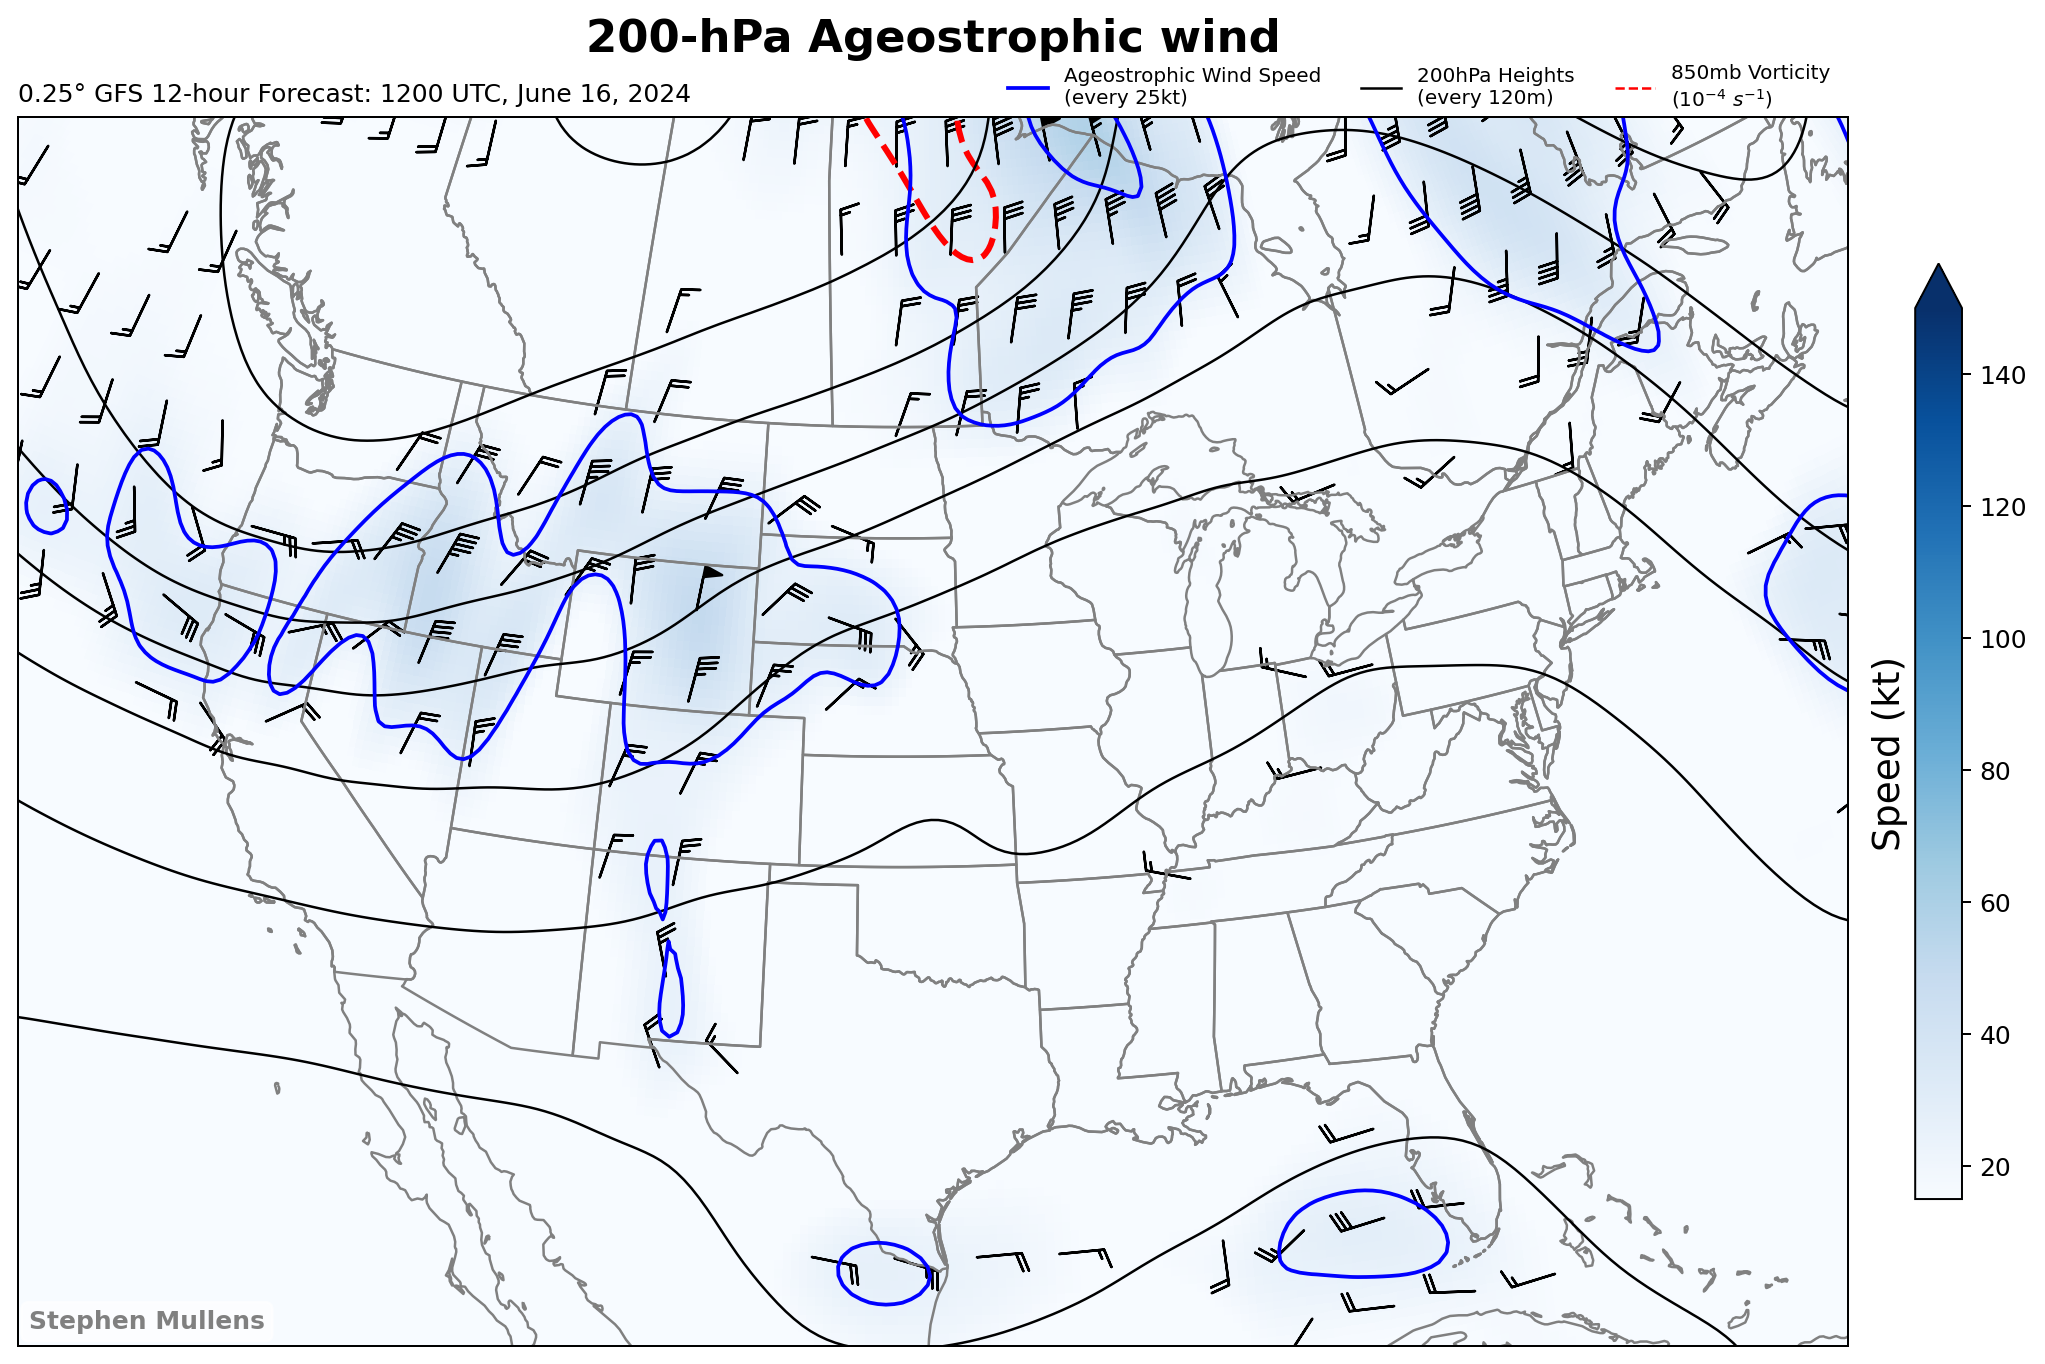 200-hPa Ageostrophic wind
0.25° GFS 12-hour Forecast: 1200 UTC, June 16, 2024
Ageostrophic Wind Speed
(every 25kt)
200hPa Heights
(every 120m)
850mb Vorticity
(10⁻⁴ s⁻¹)
140
120
100
80
60
40
20
Speed (kt)
Stephen Mullens